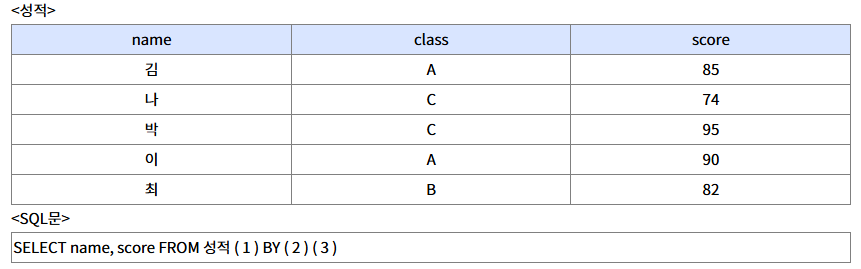 <성적>
name class score
김 A 85
나 C 74
박 C 95
이 A 90
최 B 82
<SQL문>
SELECT name, score FROM 성적 ( 1 ) BY ( 2 ) ( 3 )